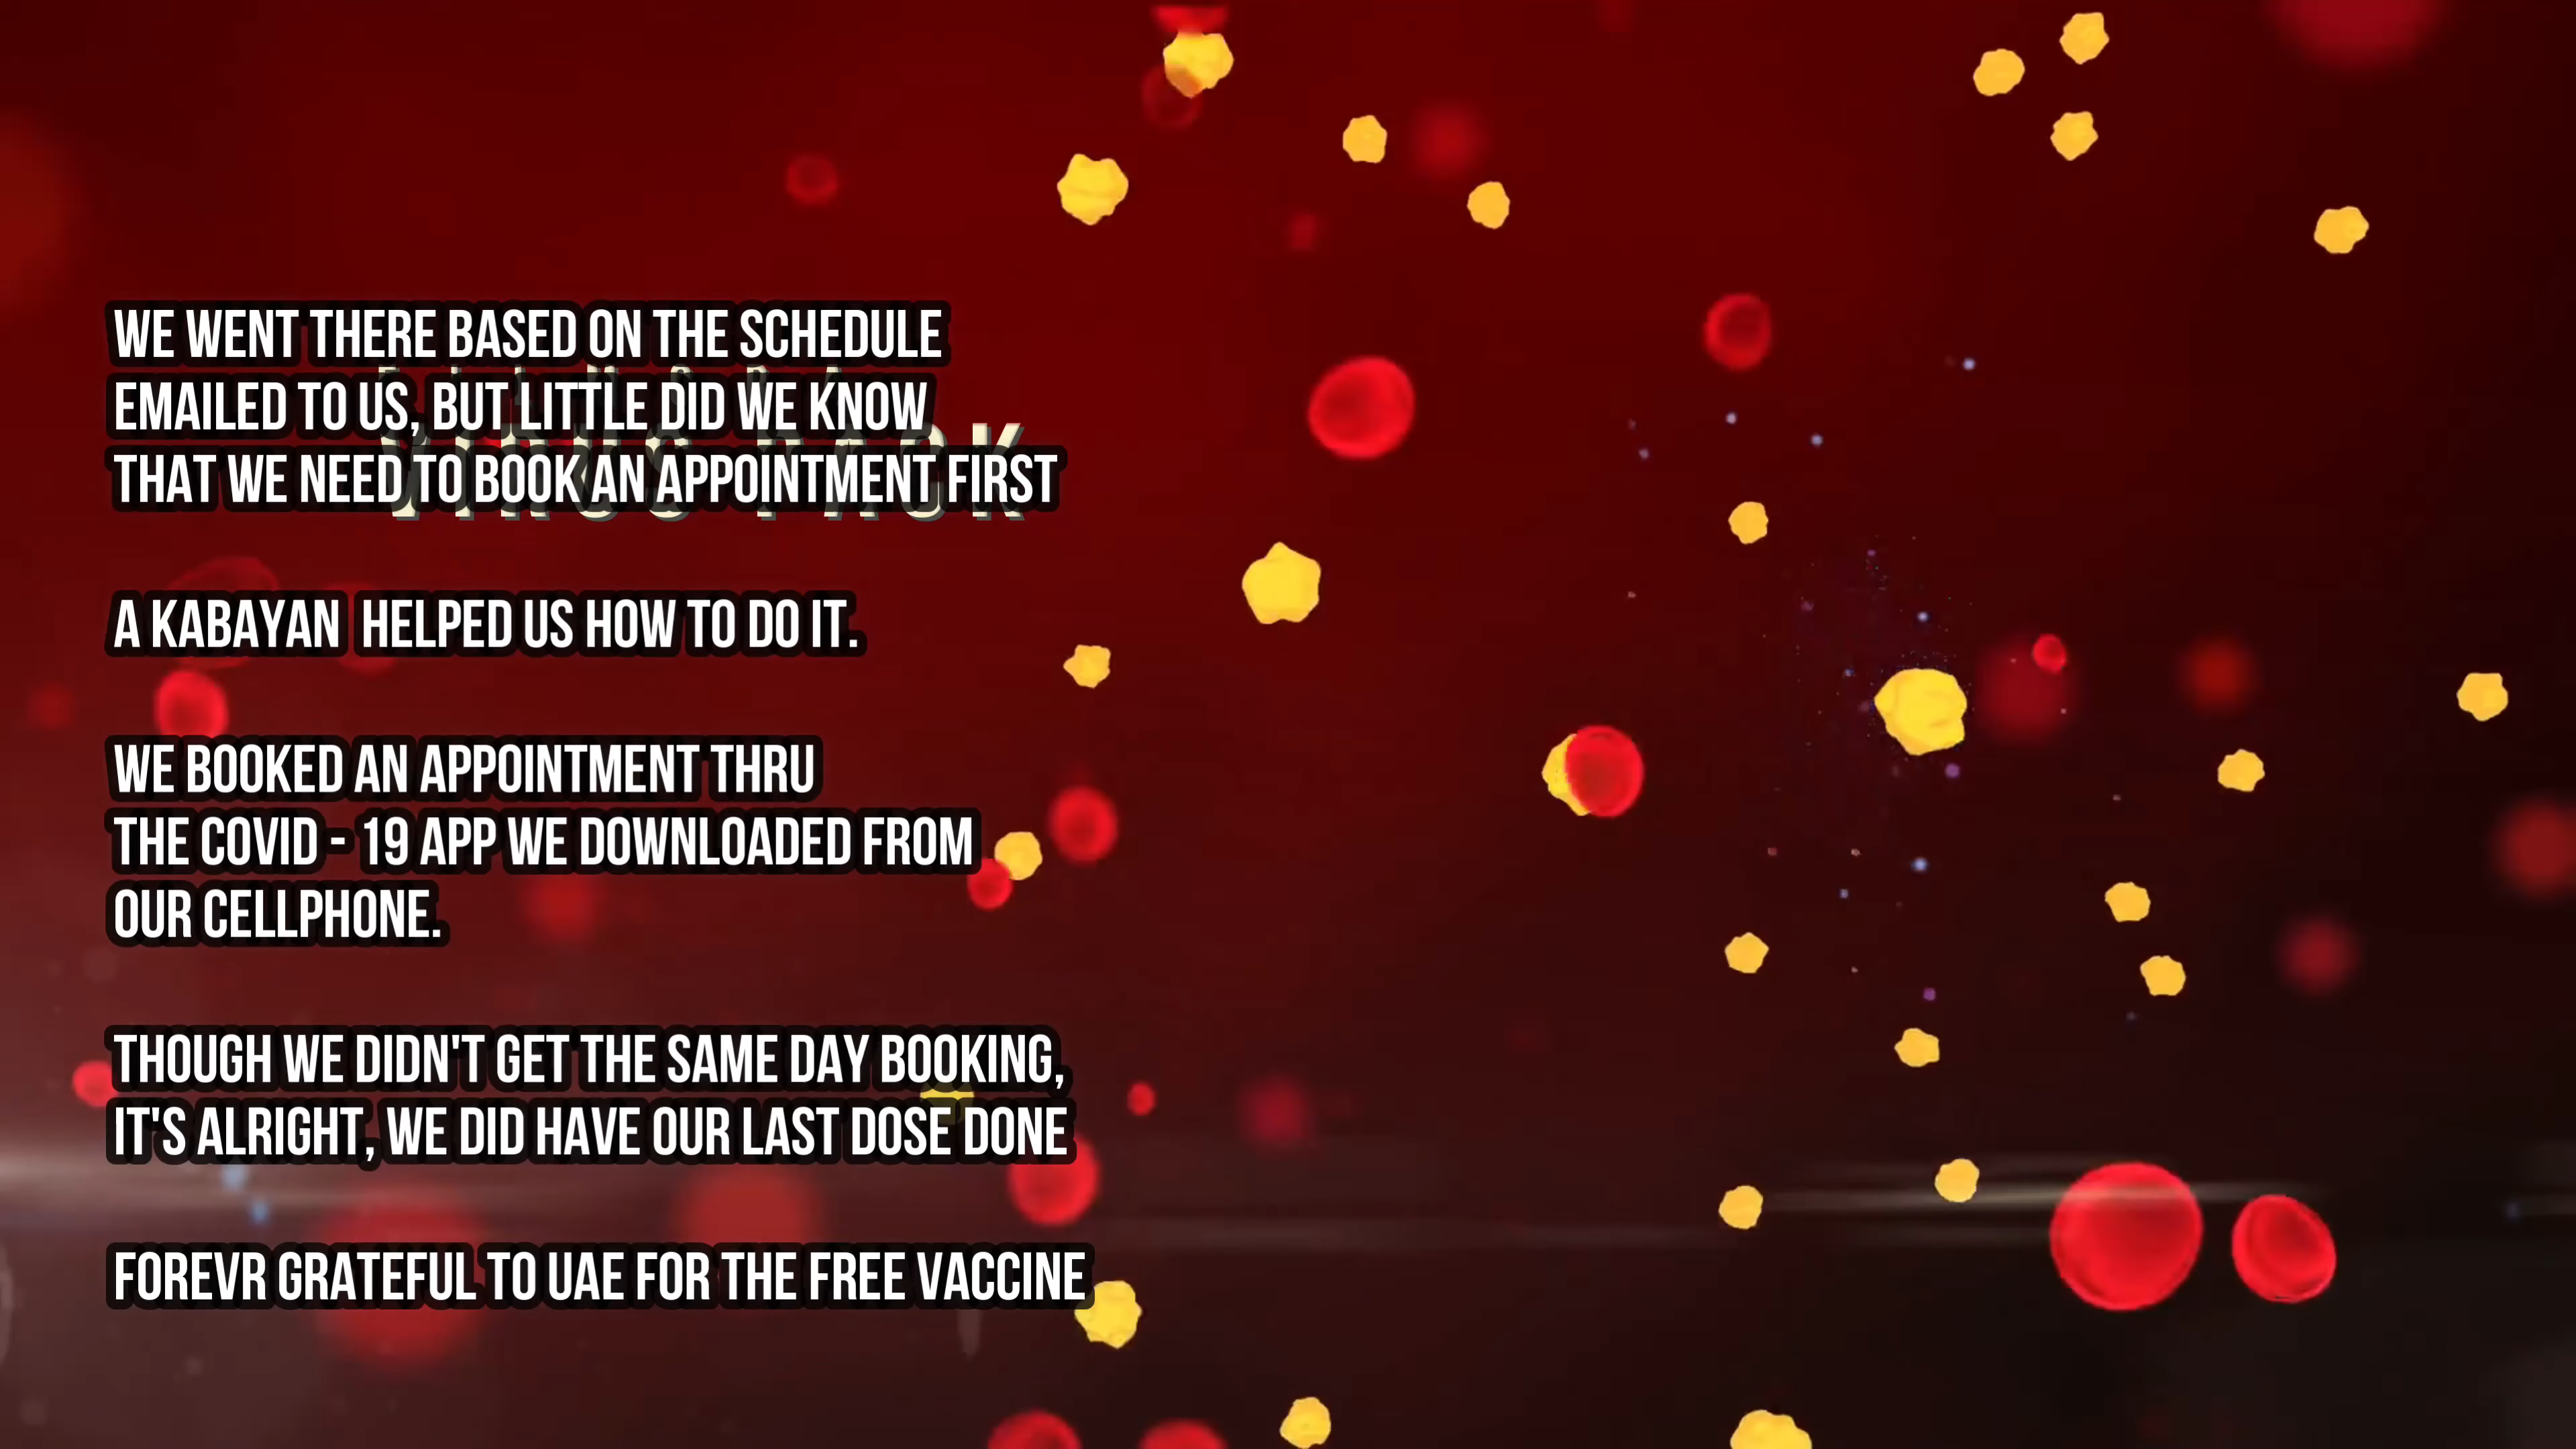 WE WENT THERE BASED ON THE SCHEDULE
EMAILED TO US, BUT LITTLE DID WE KNOW
THAT WE NEED TO BOOK AN APPOINTMENT FIRST
VIRUS PACK
A KABAYAN HELPED US HOW TO DO IT.
WE BOOKED AN APPOINTMENT THRU
THE COVID - 19 APP WE DOWNLOADED FROM
OUR CELLPHONE.
THOUGH WE DIDN'T GET THE SAME DAY BOOKING,
IT'S ALRIGHT, WE DID HAVE OUR LAST DOSE DONE
FOREVR GRATEFUL TO UAE FOR THE FREE VACCINE